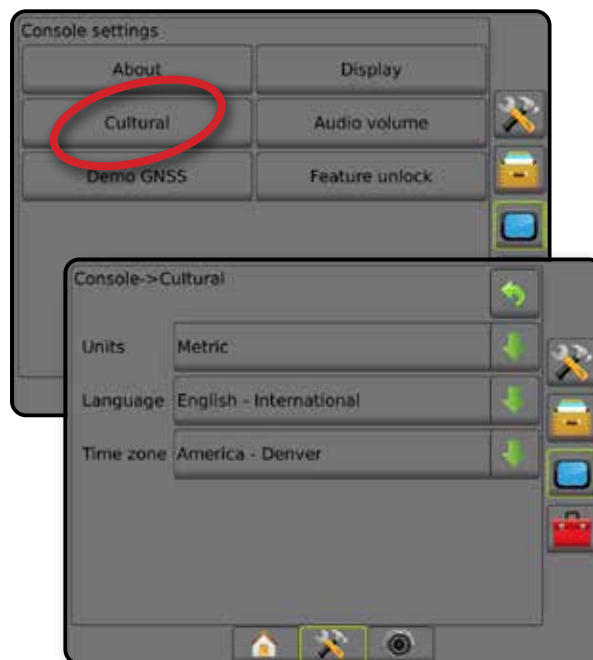 Console settings
About Display
Cultural Audio volume
Demo GNSS Feature unlock
Console->Cultural
Units Metric
Language English - International
Time zone America - Denver